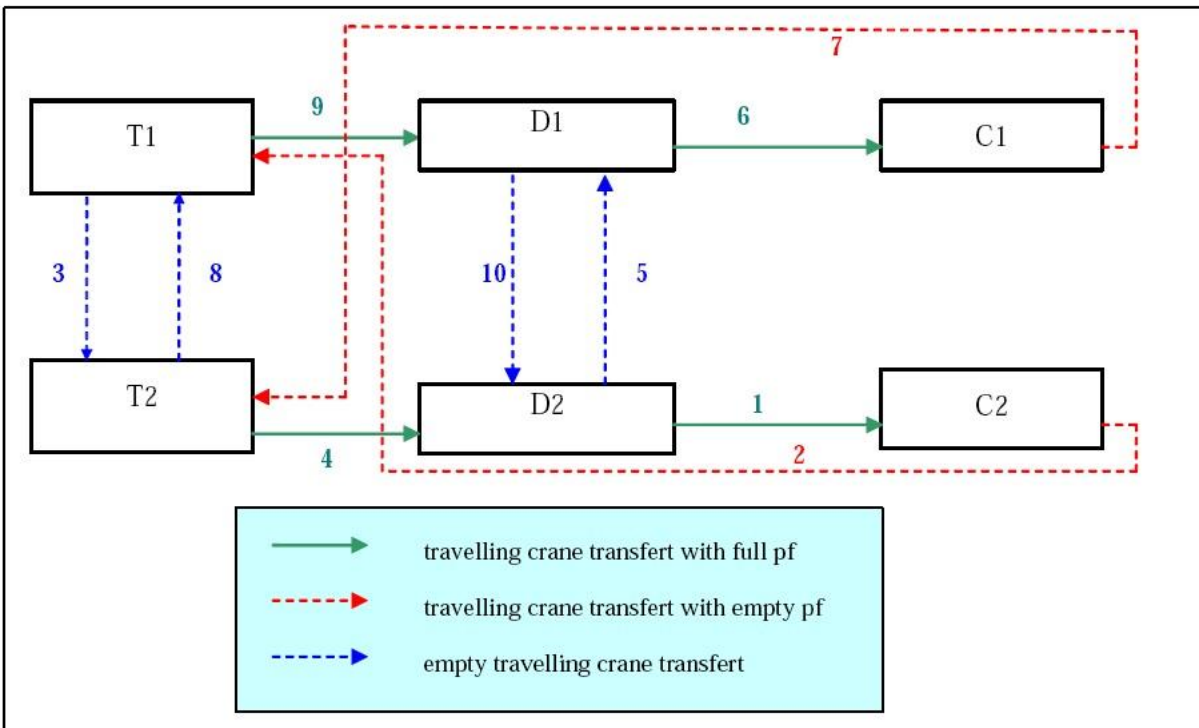 7
9
6
T1
D1
C1
3
8
10
5
T2
D2
C2
1
4
2
travelling crane transfert with full pf
travelling crane transfert with empty pf
empty travelling crane transfert